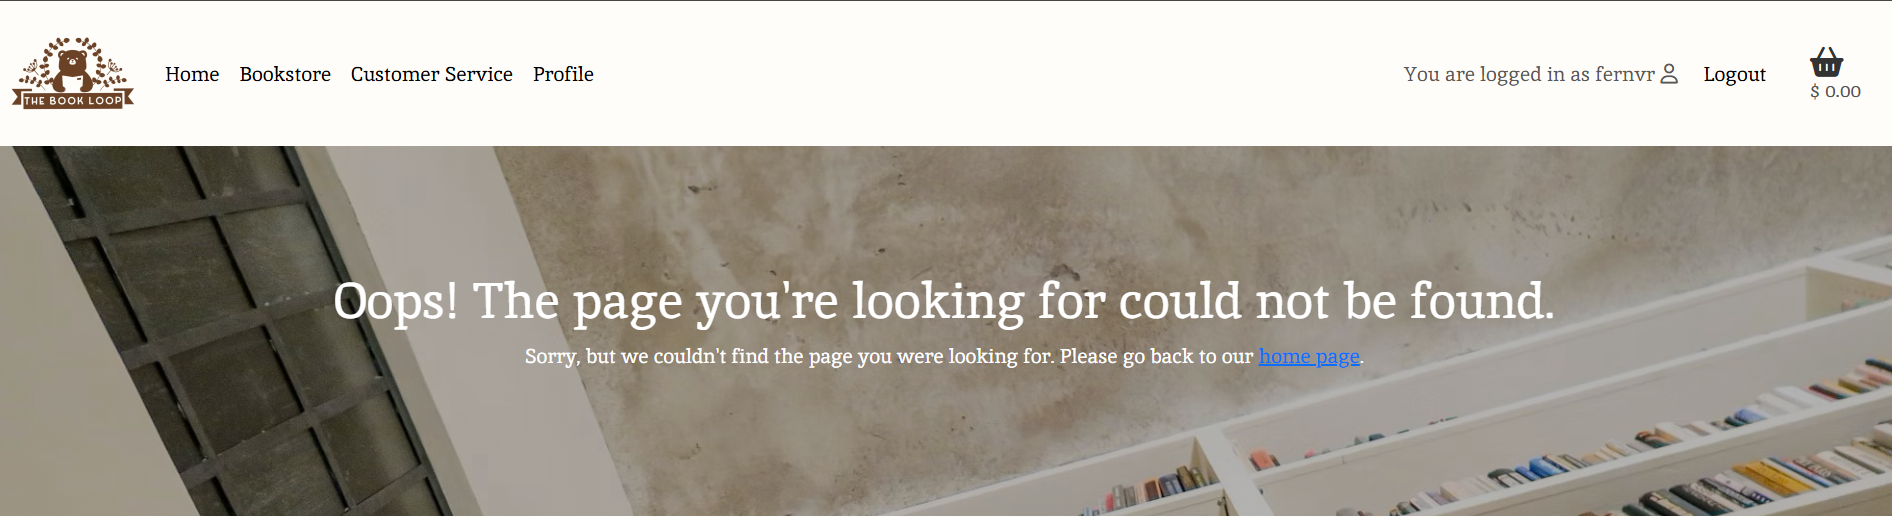 THE BOOK LOOP
Home Bookstore Customer Service Profile
You are logged in as fernvr Logout
$ 0.00
Oops! The page you're looking for could not be found.
Sorry, but we couldn't find the page you were looking for. Please go back to our home page.